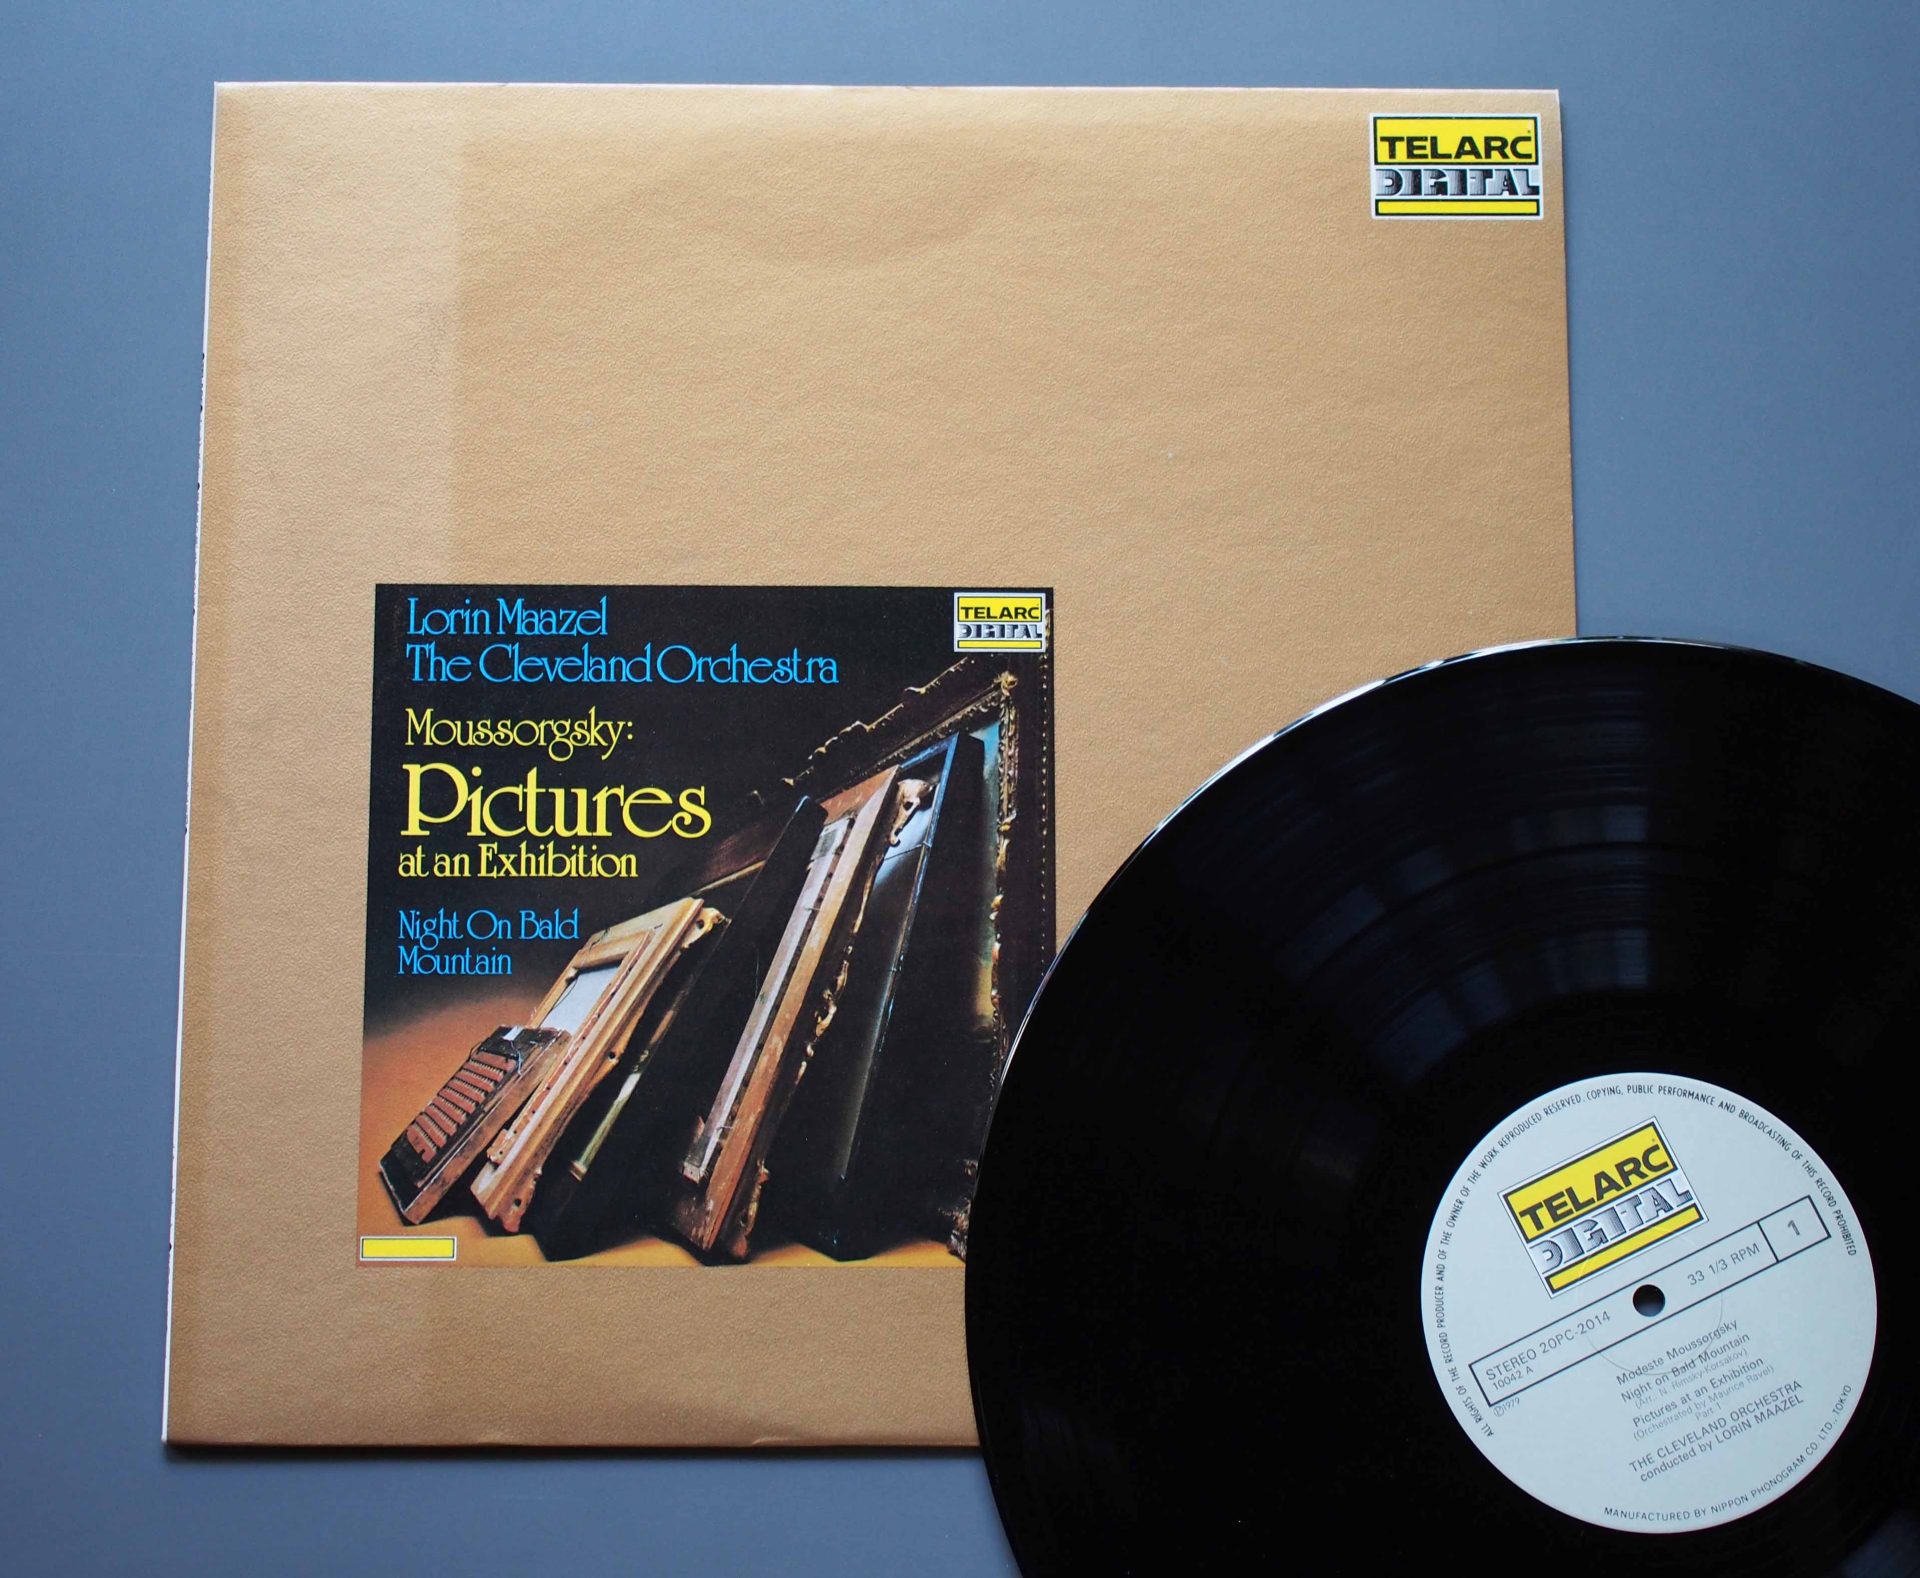 TELARC
DIGITAL
Lorin Maazel
The Cleveland Orchestra
TELARC
DIGITAL
Moussorgsky:
Pictures
at an Exhibition
Night On Bald
Mountain
ALL RIGHTS OF THE RECORD PRODUCER AND OF THE OWNER OF THE WORK REPRODUCED RESERVED. COPYING, PUBLIC PERFORMANCE AND BROADCASTING OF THIS RECORD PROHIBITED
TELARC
DIGITAL
STEREO 20PC-2014 33 1/3 RPM 1
10042 A
Ⓟ1979
Modeste Moussorgsky
Night on Bald Mountain
(Arr. N. Rimsky-Korsakov)
Pictures at an Exhibition
(Orchestrated by Maurice Ravel)
Part 1
THE CLEVELAND ORCHESTRA
conducted by LORIN MAAZEL
MANUFACTURED BY NIPPON PHONOGRAM CO. LTD., TOKYO